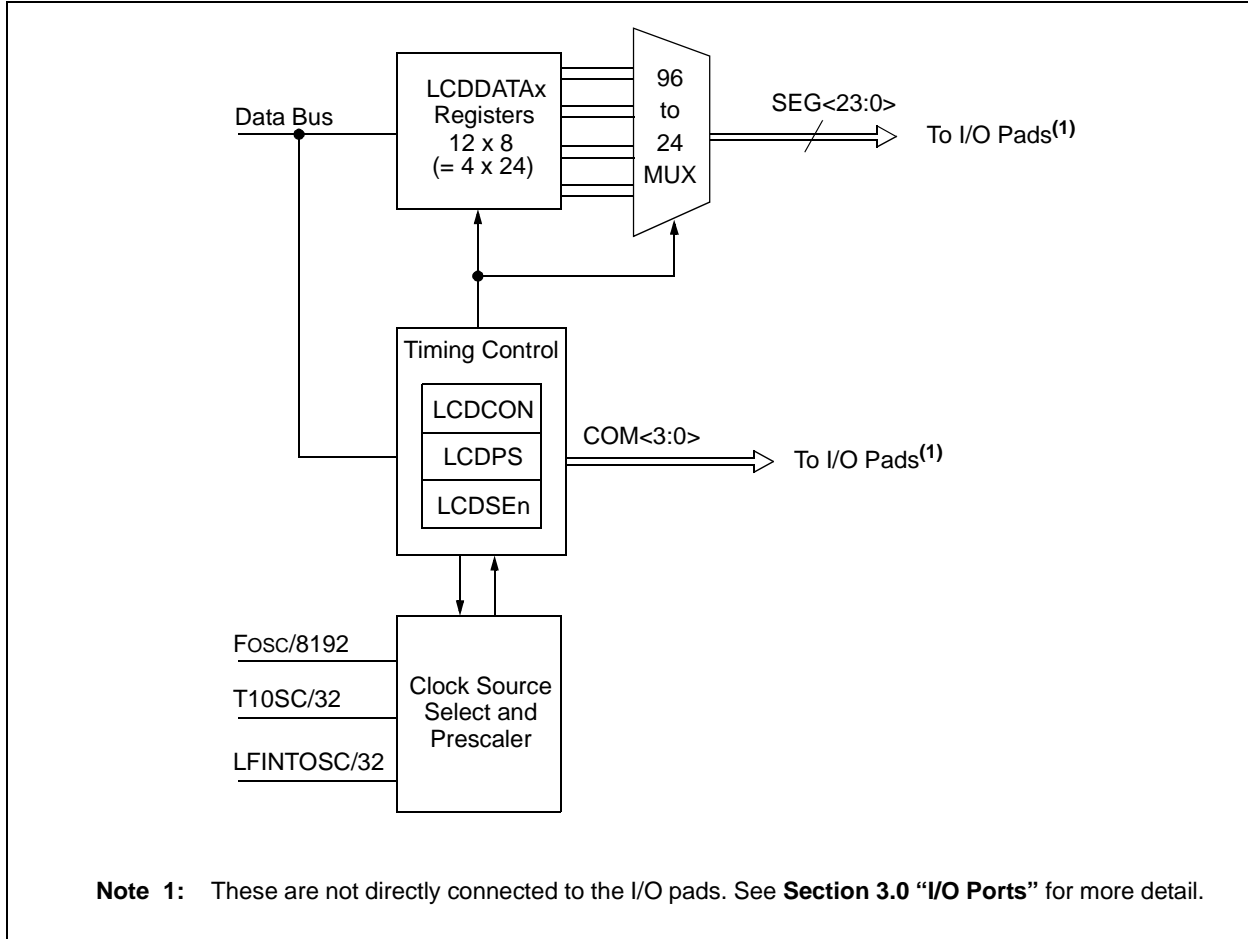 LCDDATAx
Registers
12 x 8
(= 4 x 24)
96
to
24
MUX
Data Bus
SEG<23:0>
To I/O Pads(1)
Timing Control
LCDCON
LCDPS
LCDSEn
COM<3:0>
To I/O Pads(1)
FOSC/8192
T10SC/32
LFINTOSC/32
Clock Source
Select and
Prescaler
Note 1: These are not directly connected to the I/O pads. See Section 3.0 “I/O Ports” for more detail.